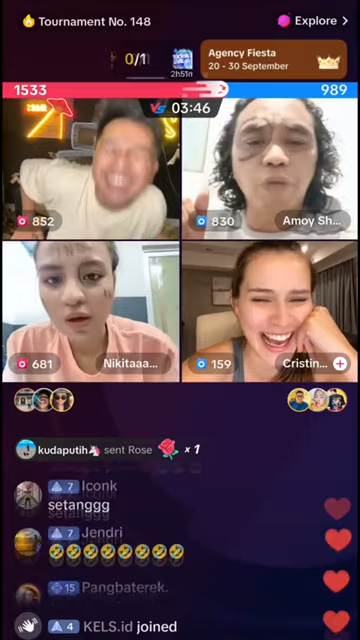 Tournament No. 148
Explore >
0/1
2h51m
Agency Fiesta
20 - 30 September
1533
VS 03:46
989
852
830
Amoy Sh...
681
Nikitaaa...
159
Cristin...
kudaputih sent Rose x 1
7 Iconk
setanggg
7 Jendri
15 Pangbaterek.
4 KELS.id joined